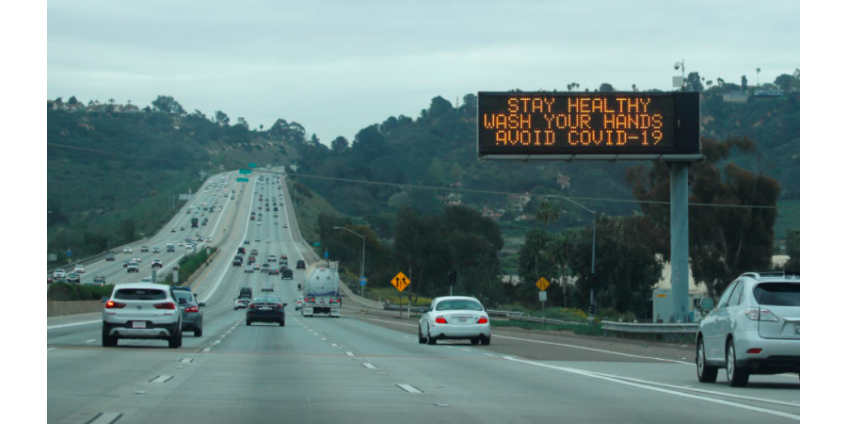 STAY HEALTHY
WASH YOUR HANDS
AVOID COVID-19